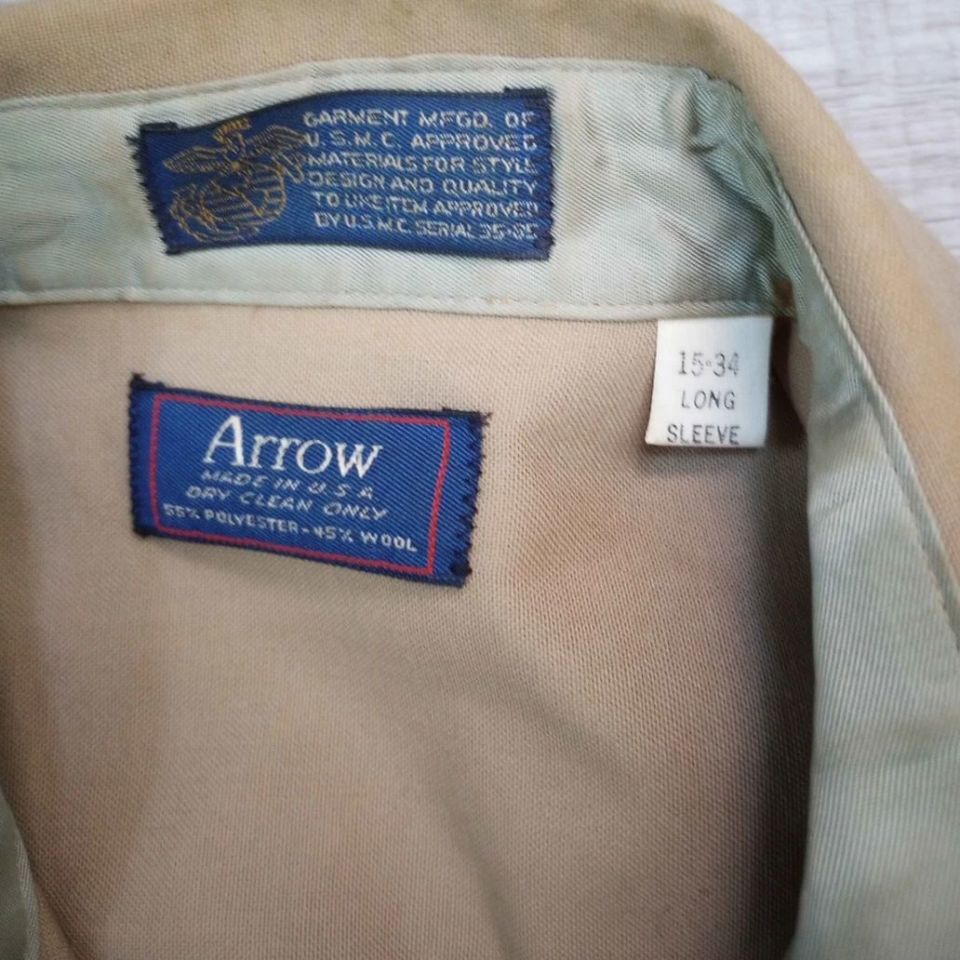 GARMENT MFGD. OF
U.S.M.C. APPROVED
MATERIALS FOR STYLE
DESIGN AND QUALITY
TO LIKE ITEM APPROVED
BY U.S.M.C. SERIAL 35-85
15-34
LONG
SLEEVE
Arrow
MADE IN U.S.A.
DRY CLEAN ONLY
55% POLYESTER - 45% WOOL